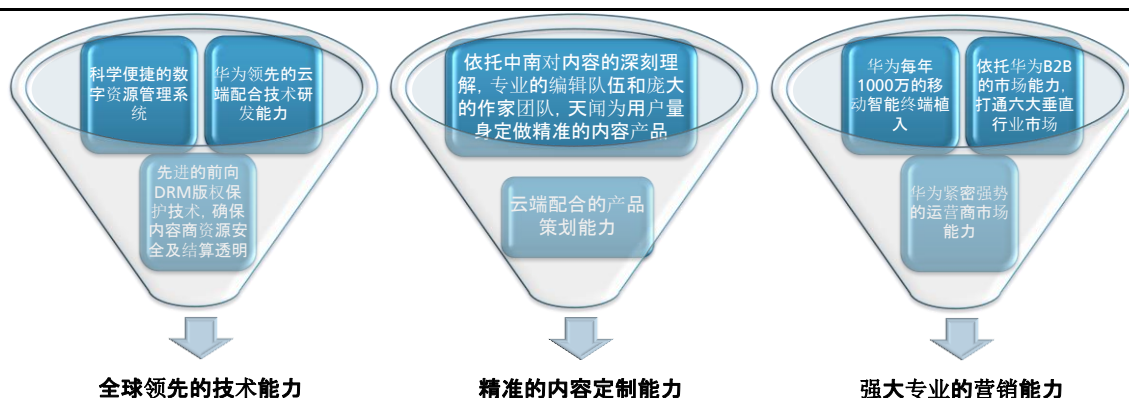 科学便捷的数
字资源管理系
统
华为领先的云
端配合技术研
发能力
先进的前向
DRM版权保
护技术，确保
内容商资源安
全及结算透明
全球领先的技术能力
依托中南对内容的深刻理
解，专业的编辑队伍和庞大
的作家团队，天闻为用户量
身定做精准的内容产品
云端配合的产品
策划能力
精准的内容定制能力
华为每年
1000万的移
动智能终端植
入
依托华为B2B
的市场能力，
打通六大垂直
行业市场
华为紧密强势
的运营商市场
能力
强大专业的营销能力